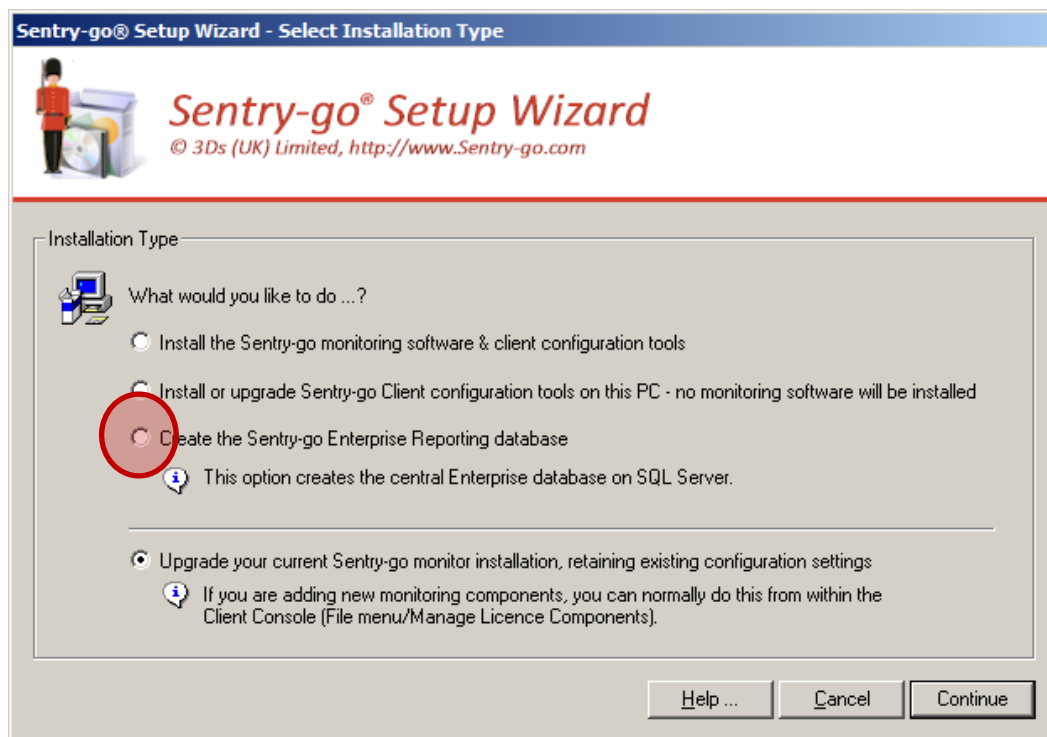 Sentry-go® Setup Wizard - Select Installation Type
Sentry-go® Setup Wizard
© 3Ds (UK) Limited, http://www.Sentry-go.com
Installation Type
What would you like to do ...?
Install the Sentry-go monitoring software & client configuration tools
Install or upgrade Sentry-go Client configuration tools on this PC - no monitoring software will be installed
Create the Sentry-go Enterprise Reporting database
This option creates the central Enterprise database on SQL Server.
Upgrade your current Sentry-go monitor installation, retaining existing configuration settings
If you are adding new monitoring components, you can normally do this from within the
Client Console (File menu/Manage Licence Components).
Help ... Cancel Continue